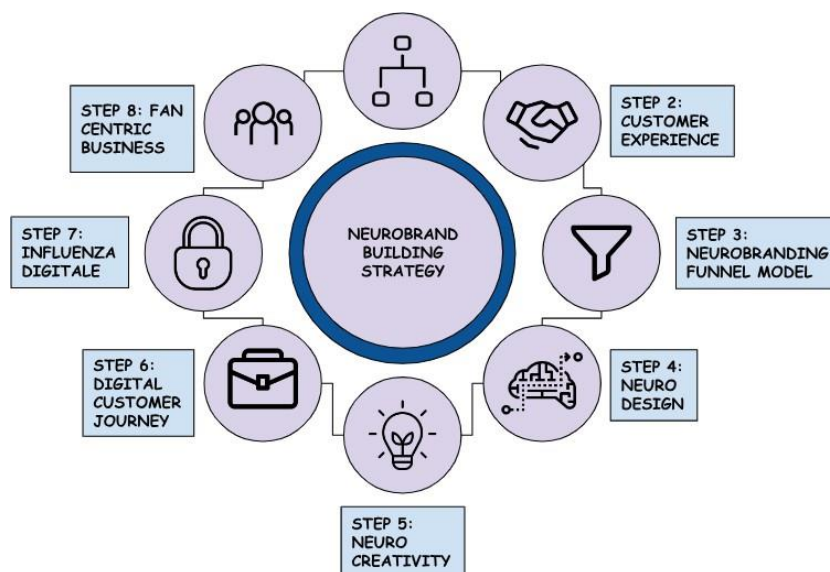 NEUROBRAND
BUILDING
STRATEGY
STEP 2:
CUSTOMER
EXPERIENCE
STEP 3:
NEUROBRANDING
FUNNEL MODEL
STEP 4:
NEURO
DESIGN
STEP 5:
NEURO
CREATIVITY
STEP 6:
DIGITAL
CUSTOMER
JOURNEY
STEP 7:
INFLUENZA
DIGITALE
STEP 8: FAN
CENTRIC
BUSINESS